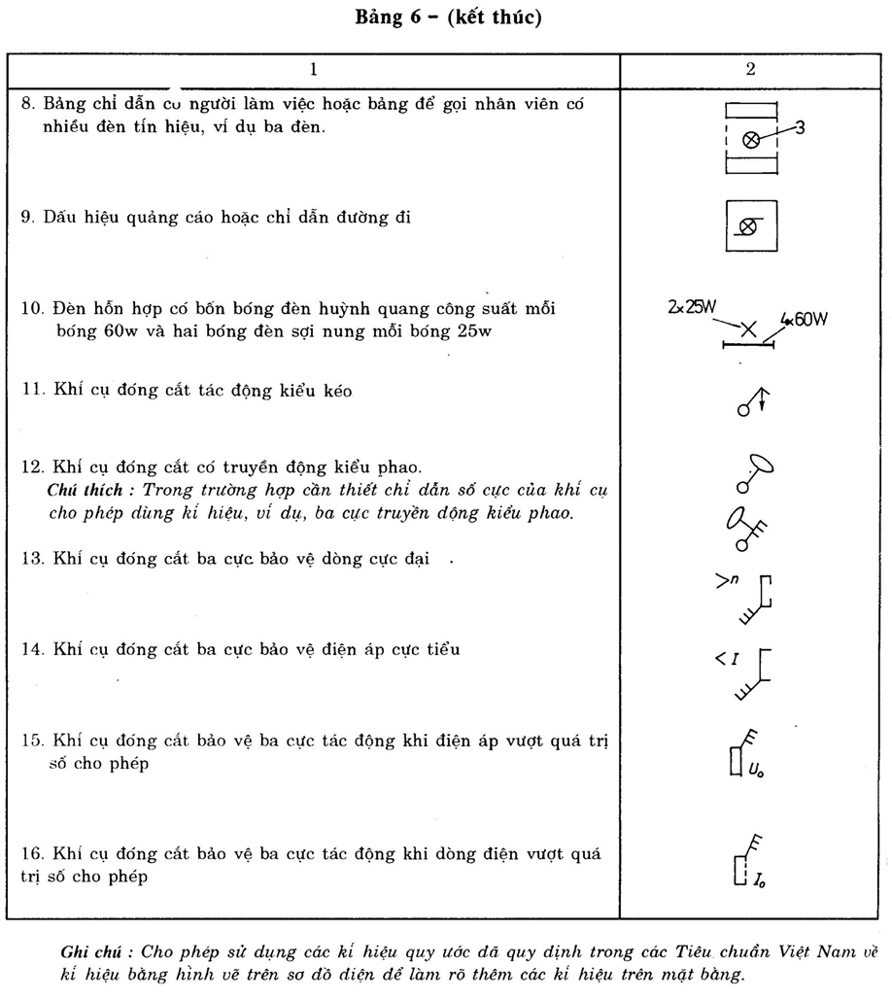 Bảng 6 – (kết thúc)
1 2
8. Bảng chỉ dẫn cu người làm việc hoặc bảng để gọi nhân viên có
nhiều đèn tín hiệu, ví dụ ba đèn.
3
9. Dấu hiệu quảng cáo hoặc chỉ dẫn đường đi
10. Đèn hỗn hợp có bốn bóng đèn huỳnh quang công suất mỗi
bóng 60w và hai bóng đèn sợi nung mỗi bóng 25w
2x25W
4x60W
11. Khí cụ đóng cắt tác động kiểu kéo
12. Khí cụ đóng cắt có truyền động kiểu phao.
Chú thích : Trong trường hợp cần thiết chỉ dẫn số cực của khí cụ
cho phép dùng kí hiệu, ví dụ, ba cực truyền động kiểu phao.
13. Khí cụ đóng cắt ba cực bảo vệ dòng cực đại .
>n
14. Khí cụ đóng cắt ba cực bảo vệ điện áp cực tiểu
< I
15. Khí cụ đóng cắt bảo vệ ba cực tác động khi điện áp vượt quá trị
số cho phép
U₀
16. Khí cụ đóng cắt bảo vệ ba cực tác động khi dòng điện vượt quá
trị số cho phép
I₀
Ghi chú : Cho phép sử dụng các kí hiệu quy ước đã quy định trong các Tiêu chuẩn Việt Nam về
kí hiệu bằng hình vẽ trên sơ đồ điện để làm rõ thêm các kí hiệu trên mặt bằng.